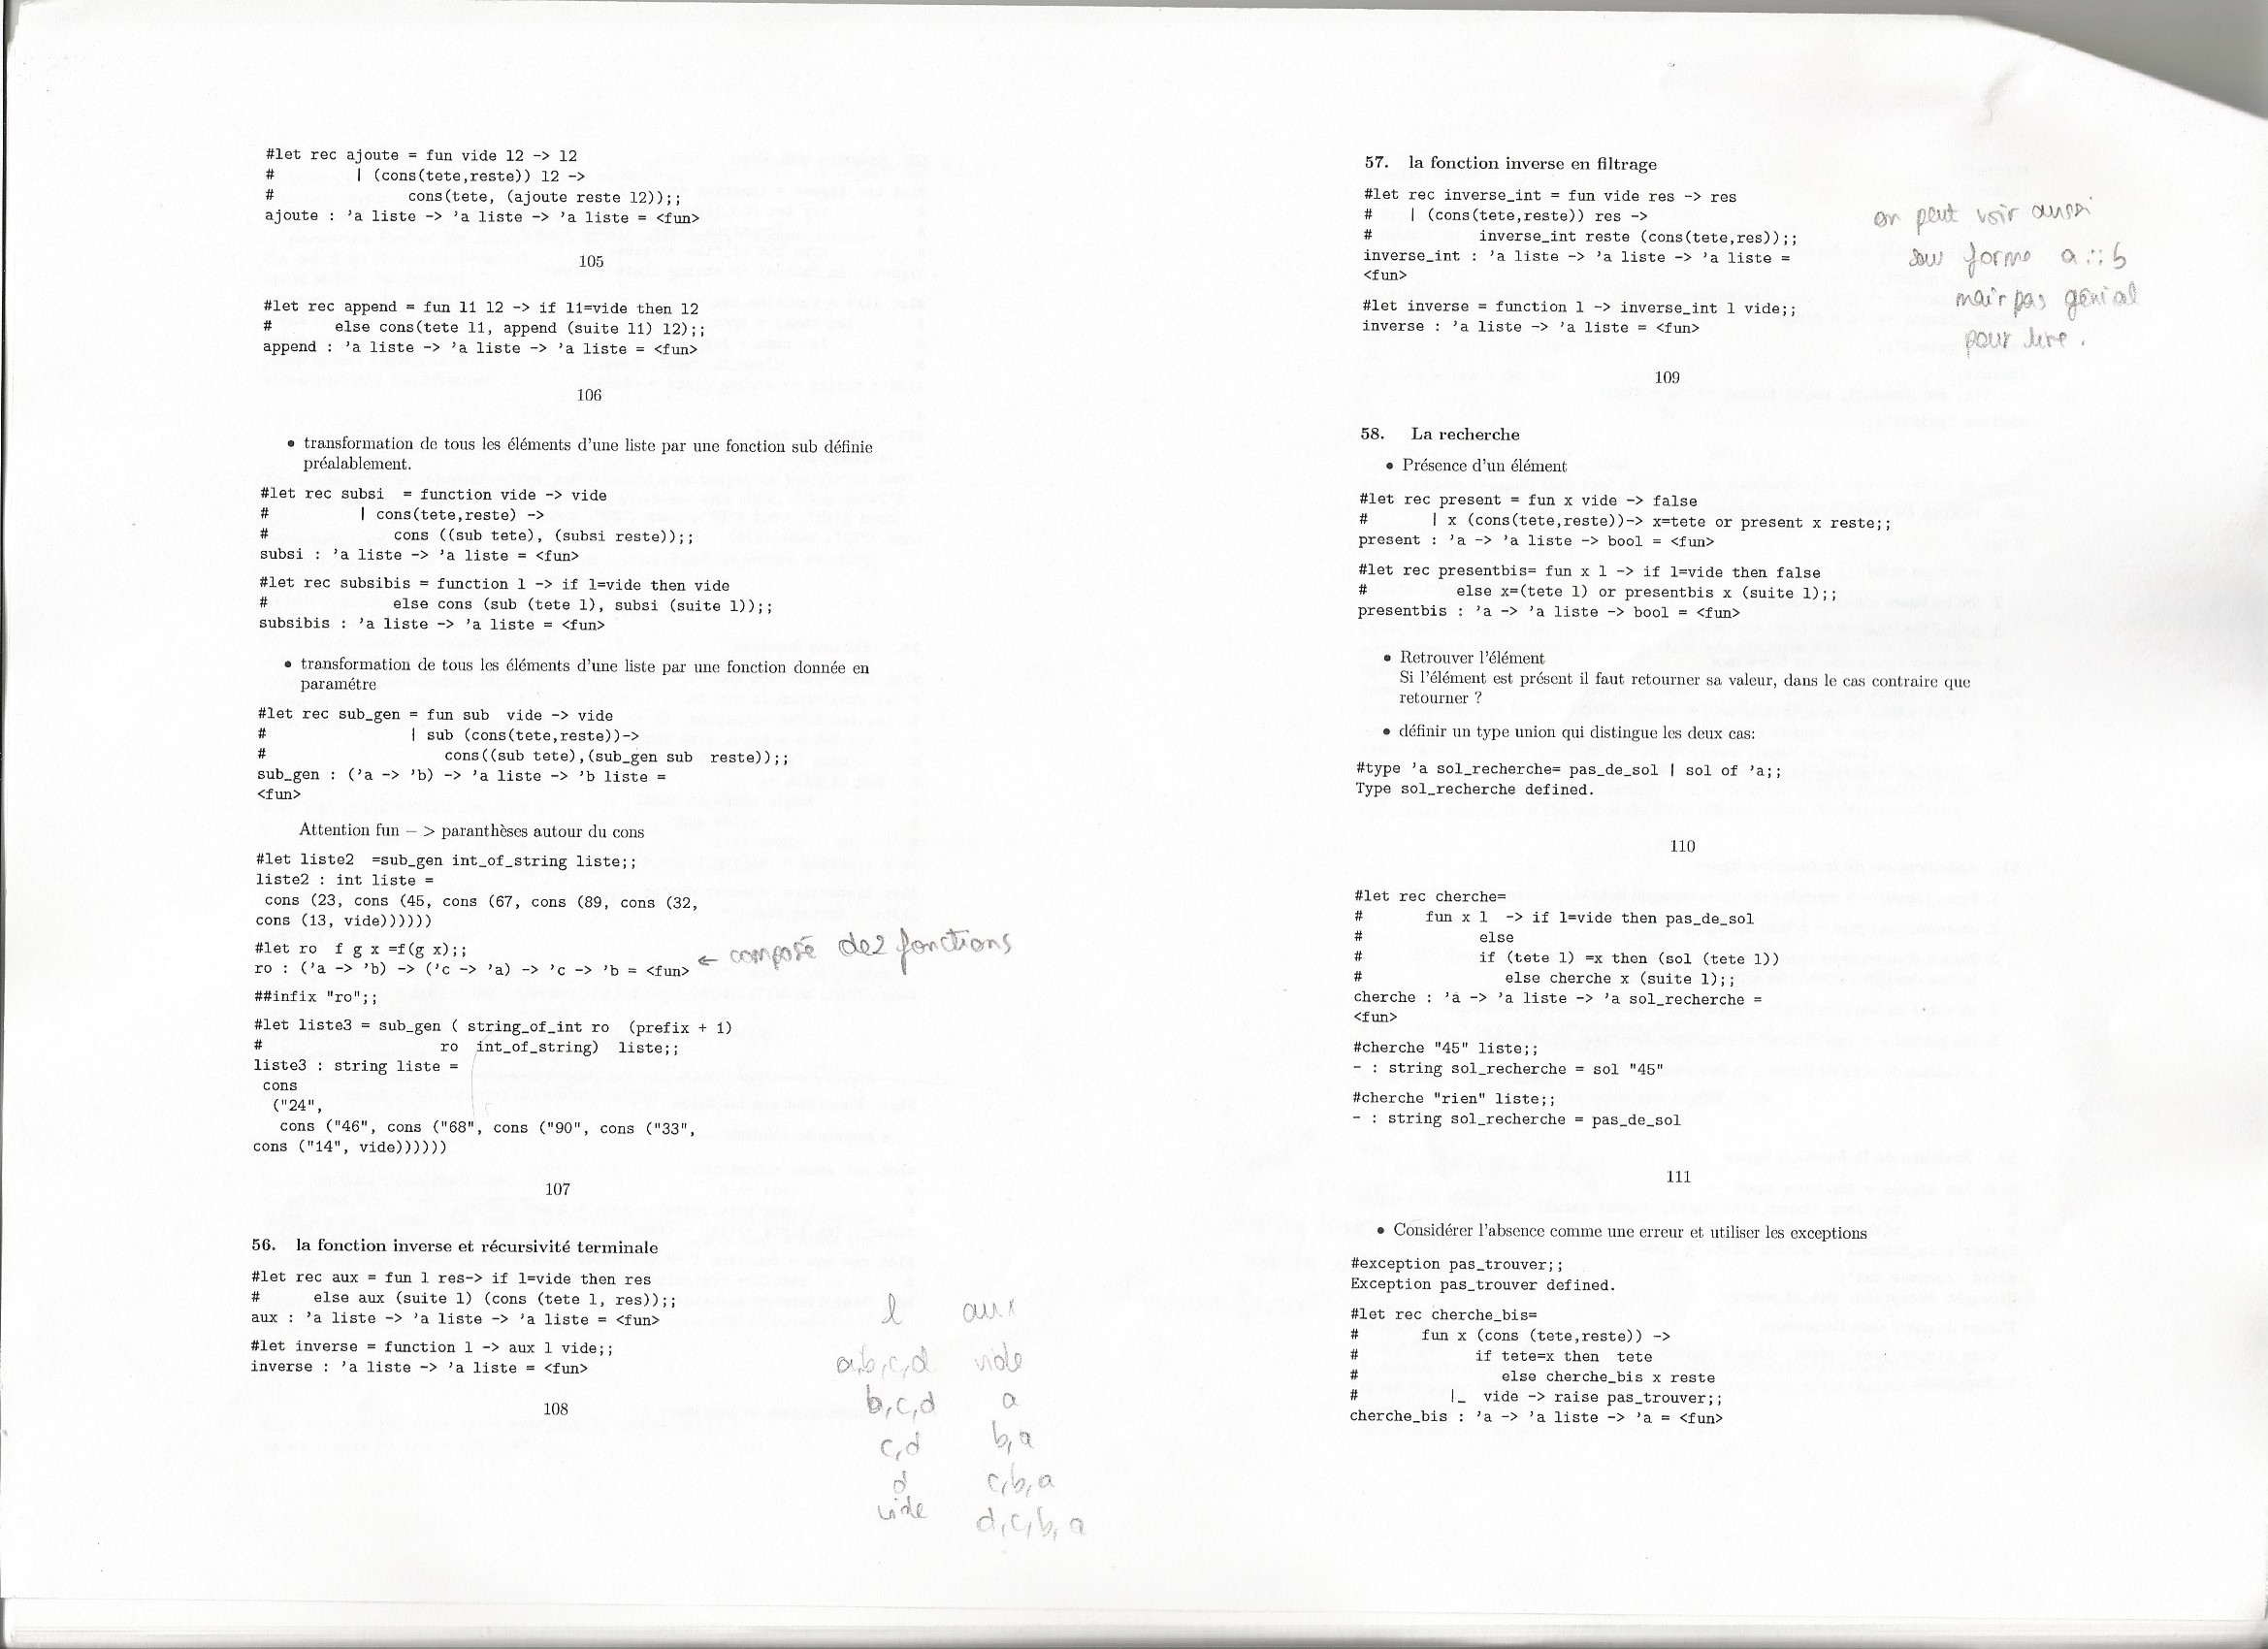 #let rec ajoute = fun vide l2 -> l2
#         | (cons(tete,reste)) l2 ->
#               cons(tete, (ajoute reste l2));;
ajoute : 'a liste -> 'a liste -> 'a liste = <fun>
105
#let rec append = fun l1 l2 -> if l1=vide then l2
#       else cons(tete l1, append (suite l1) l2);;
append : 'a liste -> 'a liste -> 'a liste = <fun>
106
• transformation de tous les éléments d'une liste par une fonction sub définie
préalablement.
#let rec subsi  = function vide -> vide
#          | cons(tete,reste) ->
#              cons ((sub tete), (subsi reste));;
subsi : 'a liste -> 'a liste = <fun>
#let rec subsibis = function l -> if l=vide then vide
#              else cons (sub (tete l), subsi (suite l));;
subsibis : 'a liste -> 'a liste = <fun>
• transformation de tous les éléments d'une liste par une fonction donnée en
paramétre
#let rec sub_gen = fun sub  vide -> vide
#                | sub (cons(tete,reste))->
#                    cons((sub tete),(sub_gen sub  reste));;
sub_gen : ('a -> 'b) -> 'a liste -> 'b liste =
<fun>
Attention fun − > paranthèses autour du cons
#let liste2  =sub_gen int_of_string liste;;
liste2 : int liste =
 cons (23, cons (45, cons (67, cons (89, cons (32,
cons (13, vide))))))
#let ro  f g x =f(g x);;
ro : ('a -> 'b) -> ('c -> 'a) -> 'c -> 'b = <fun>
← composé de 2 fonctions
##infix "ro";;
#let liste3 = sub_gen ( string_of_int ro  (prefix + 1)
#                    ro  int_of_string)  liste;;
liste3 : string liste =
 cons
  ("24",
   cons ("46", cons ("68", cons ("90", cons ("33",
cons ("14", vide))))))
107
56. la fonction inverse et récursivité terminale
#let rec aux = fun l res-> if l=vide then res
#      else aux (suite l) (cons (tete l, res));;
aux : 'a liste -> 'a liste -> 'a liste = <fun>
#let inverse = function l -> aux l vide;;
inverse : 'a liste -> 'a liste = <fun>
108
l aux
a,b,c,d vide
b,c,d a
c,d b,a
d c,b,a
vide d,c,b,a
57. la fonction inverse en filtrage
#let rec inverse_int = fun vide res -> res
#    | (cons(tete,reste)) res ->
#            inverse_int reste (cons(tete,res));;
inverse_int : 'a liste -> 'a liste -> 'a liste =
<fun>
#let inverse = function l -> inverse_int l vide;;
inverse : 'a liste -> 'a liste = <fun>
on peut voir aussi
sous forme a::b
mais pas génial
pour lire.
109
58. La recherche
• Présence d'un élément
#let rec present = fun x vide -> false
#       | x (cons(tete,reste))-> x=tete or present x reste;;
present : 'a -> 'a liste -> bool = <fun>
#let rec presentbis= fun x l -> if l=vide then false
#          else x=(tete l) or presentbis x (suite l);;
presentbis : 'a -> 'a liste -> bool = <fun>
• Retrouver l'élément
Si l'élément est présent il faut retourner sa valeur, dans le cas contraire que
retourner ?
• définir un type union qui distingue les deux cas:
#type 'a sol_recherche= pas_de_sol | sol of 'a;;
Type sol_recherche defined.
110
#let rec cherche=
#       fun x l  -> if l=vide then pas_de_sol
#             else
#             if (tete l) =x then (sol (tete l))
#                else cherche x (suite l);;
cherche : 'a -> 'a liste -> 'a sol_recherche =
<fun>
#cherche "45" liste;;
- : string sol_recherche = sol "45"
#cherche "rien" liste;;
- : string sol_recherche = pas_de_sol
111
• Considérer l'absence comme une erreur et utiliser les exceptions
#exception pas_trouver;;
Exception pas_trouver defined.
#let rec cherche_bis=
#       fun x (cons (tete,reste)) ->
#             if tete=x then  tete
#                else cherche_bis x reste
#          |_  vide -> raise pas_trouver;;
cherche_bis : 'a -> 'a liste -> 'a = <fun>